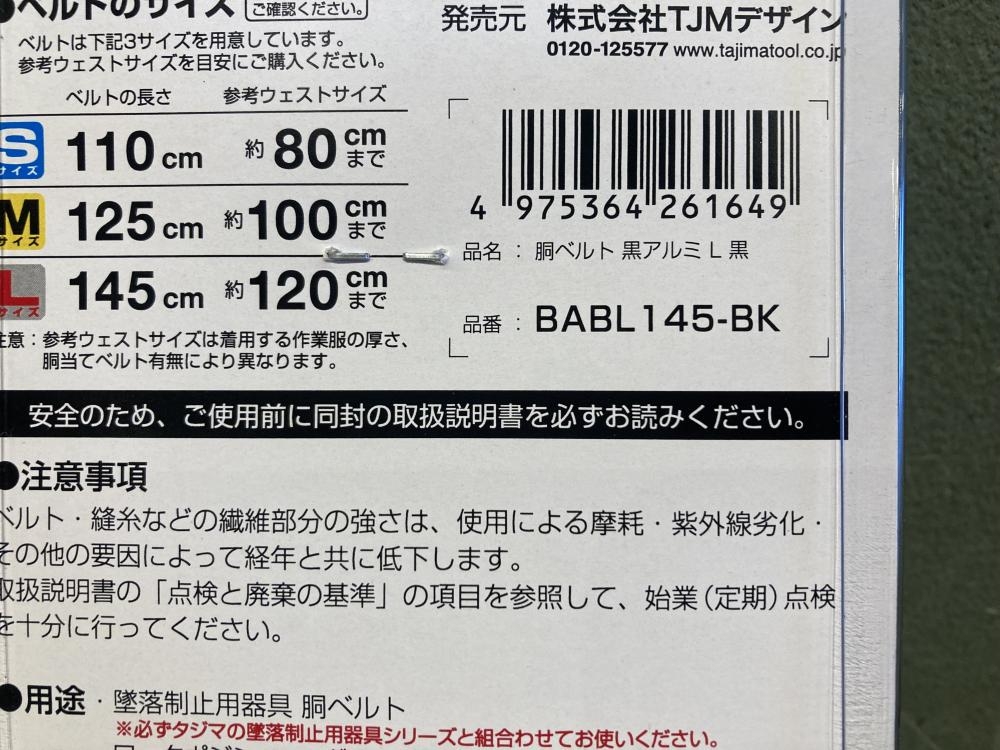 ●ベルトのサイズ ご確認ください。
ベルトは下記3サイズを用意しています。
参考ウェストサイズを目安にご購入ください。
ベルトの長さ 参考ウェストサイズ
S サイズ 110cm 約80cmまで
M サイズ 125cm 約100cmまで
L サイズ 145cm 約120cmまで
注意：参考ウェストサイズは着用する作業服の厚さ、
胴当てベルト有無により異なります。
発売元 株式会社TJMデザイン
0120-125577 www.tajimatool.co.jp
4 975364 261649
品名 ： 胴ベルト 黒アルミ L 黒
品番 ： BABL145-BK
安全のため、ご使用前に同封の取扱説明書を必ずお読みください。
●注意事項
ベルト・縫糸などの繊維部分の強さは、使用による摩耗・紫外線劣化・
その他の要因によって経年と共に低下します。
取扱説明書の「点検と廃棄の基準」の項目を参照して、始業（定期）点検
を十分に行ってください。
●用途・墜落制止用器具 胴ベルト
※必ずタジマの墜落制止用器具シリーズと組合わせてお使いください。